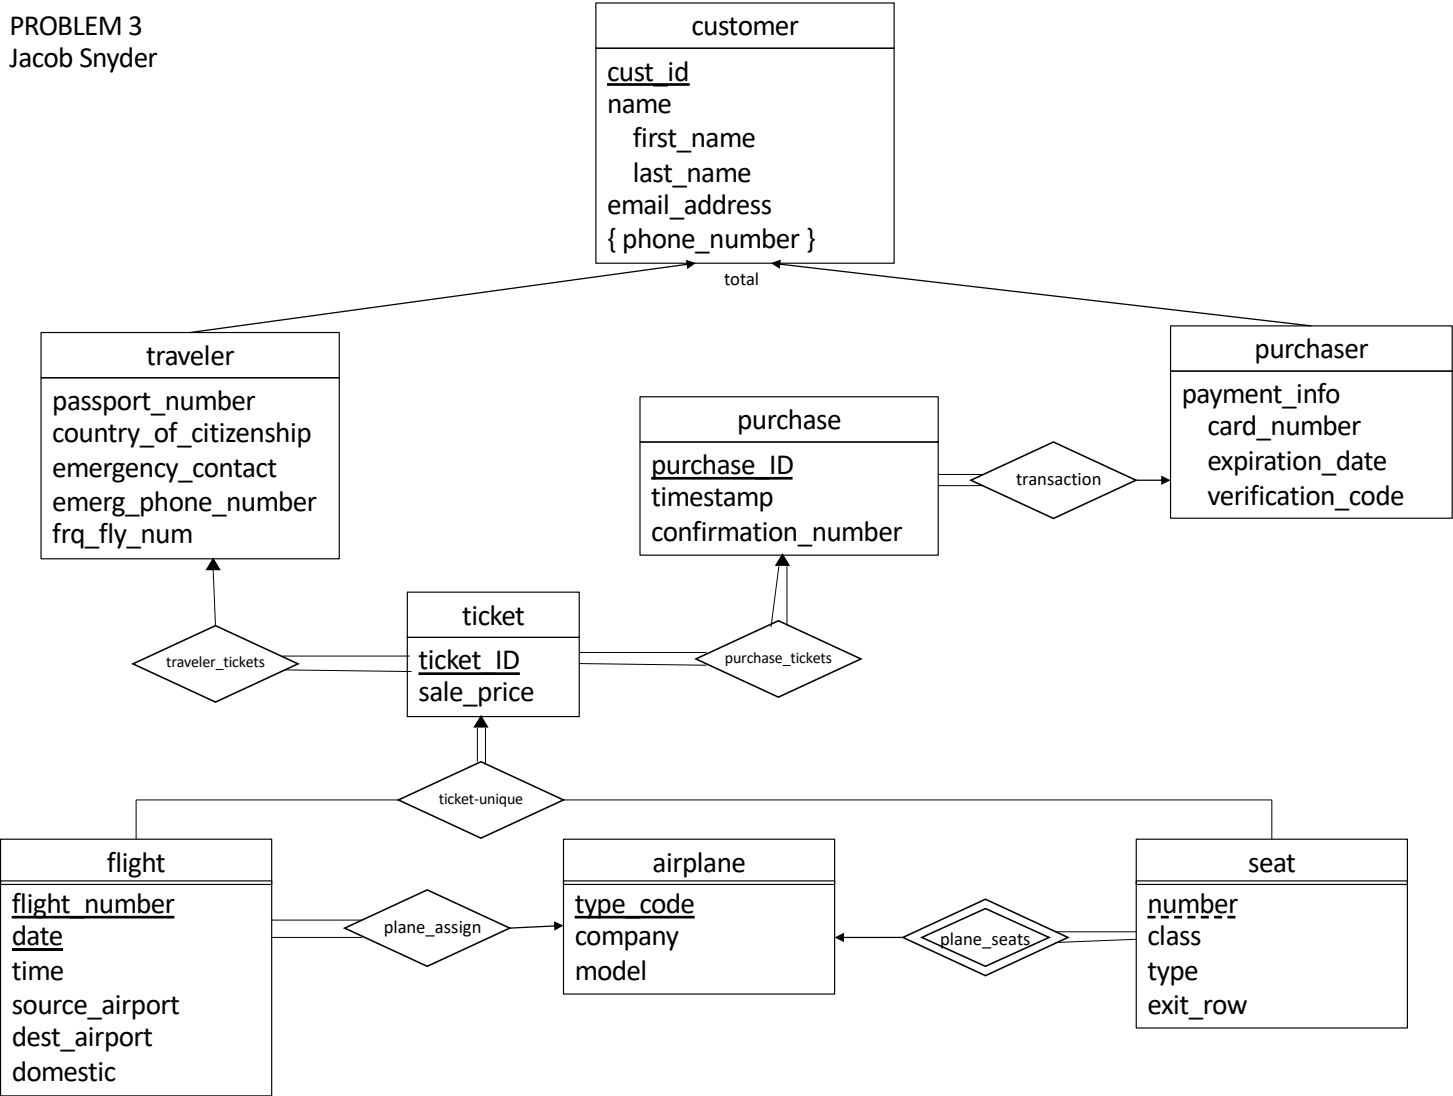 PROBLEM 3
Jacob Snyder
customer
cust_id
name
first_name
last_name
email_address
{ phone_number }
total
traveler
passport_number
country_of_citizenship
emergency_contact
emerg_phone_number
frq_fly_num
purchase
purchase_ID
timestamp
confirmation_number
transaction
purchaser
payment_info
card_number
expiration_date
verification_code
traveler_tickets
ticket
ticket_ID
sale_price
purchase_tickets
ticket-unique
flight
flight_number
date
time
source_airport
dest_airport
domestic
plane_assign
airplane
type_code
company
model
plane_seats
seat
number
class
type
exit_row